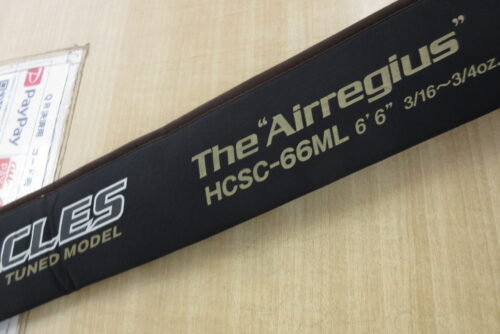 The "Airregius"
HCSC-66ML 6'6" 3/16~3/4oz.
CLES
TUNED MODEL
PayPay